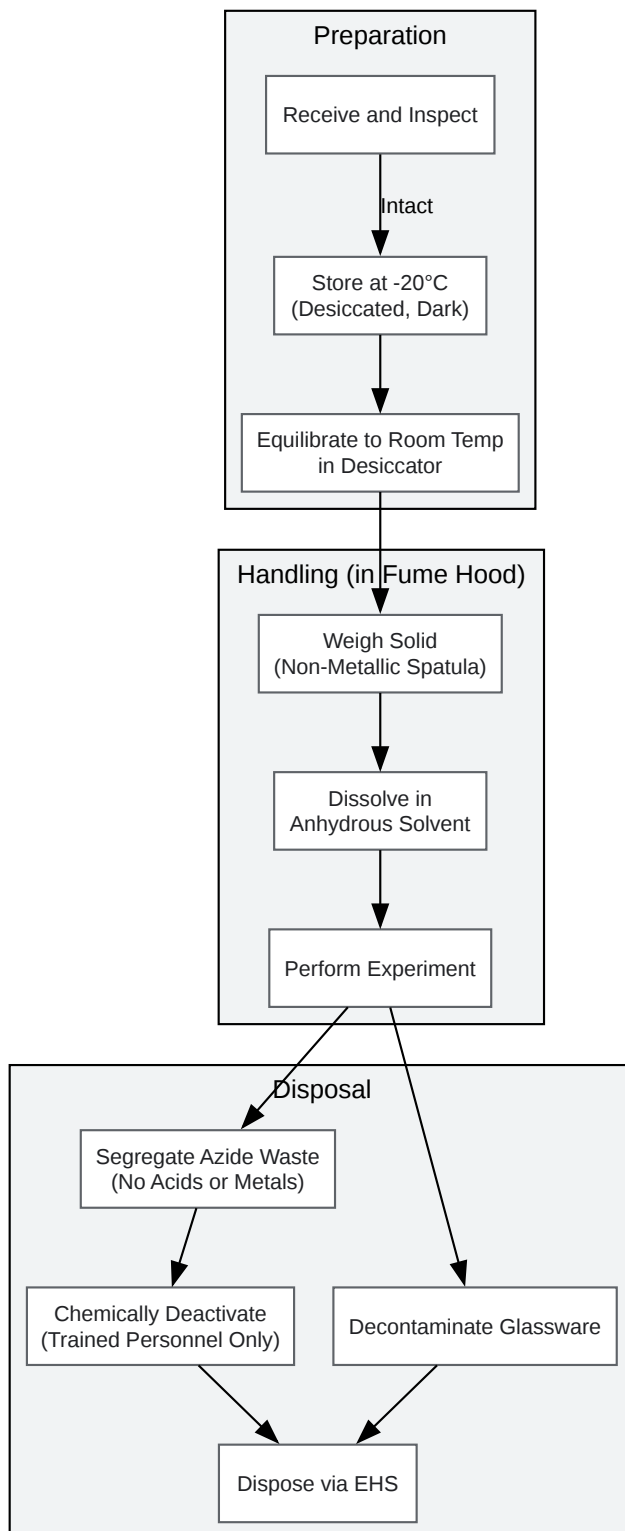 Preparation
Receive and Inspect
Intact
Store at -20°C
(Desiccated, Dark)
Equilibrate to Room Temp
in Desiccator
Handling (in Fume Hood)
Weigh Solid
(Non-Metallic Spatula)
Dissolve in
Anhydrous Solvent
Perform Experiment
Disposal
Segregate Azide Waste
(No Acids or Metals)
Chemically Deactivate
(Trained Personnel Only)
Decontaminate Glassware
Dispose via EHS